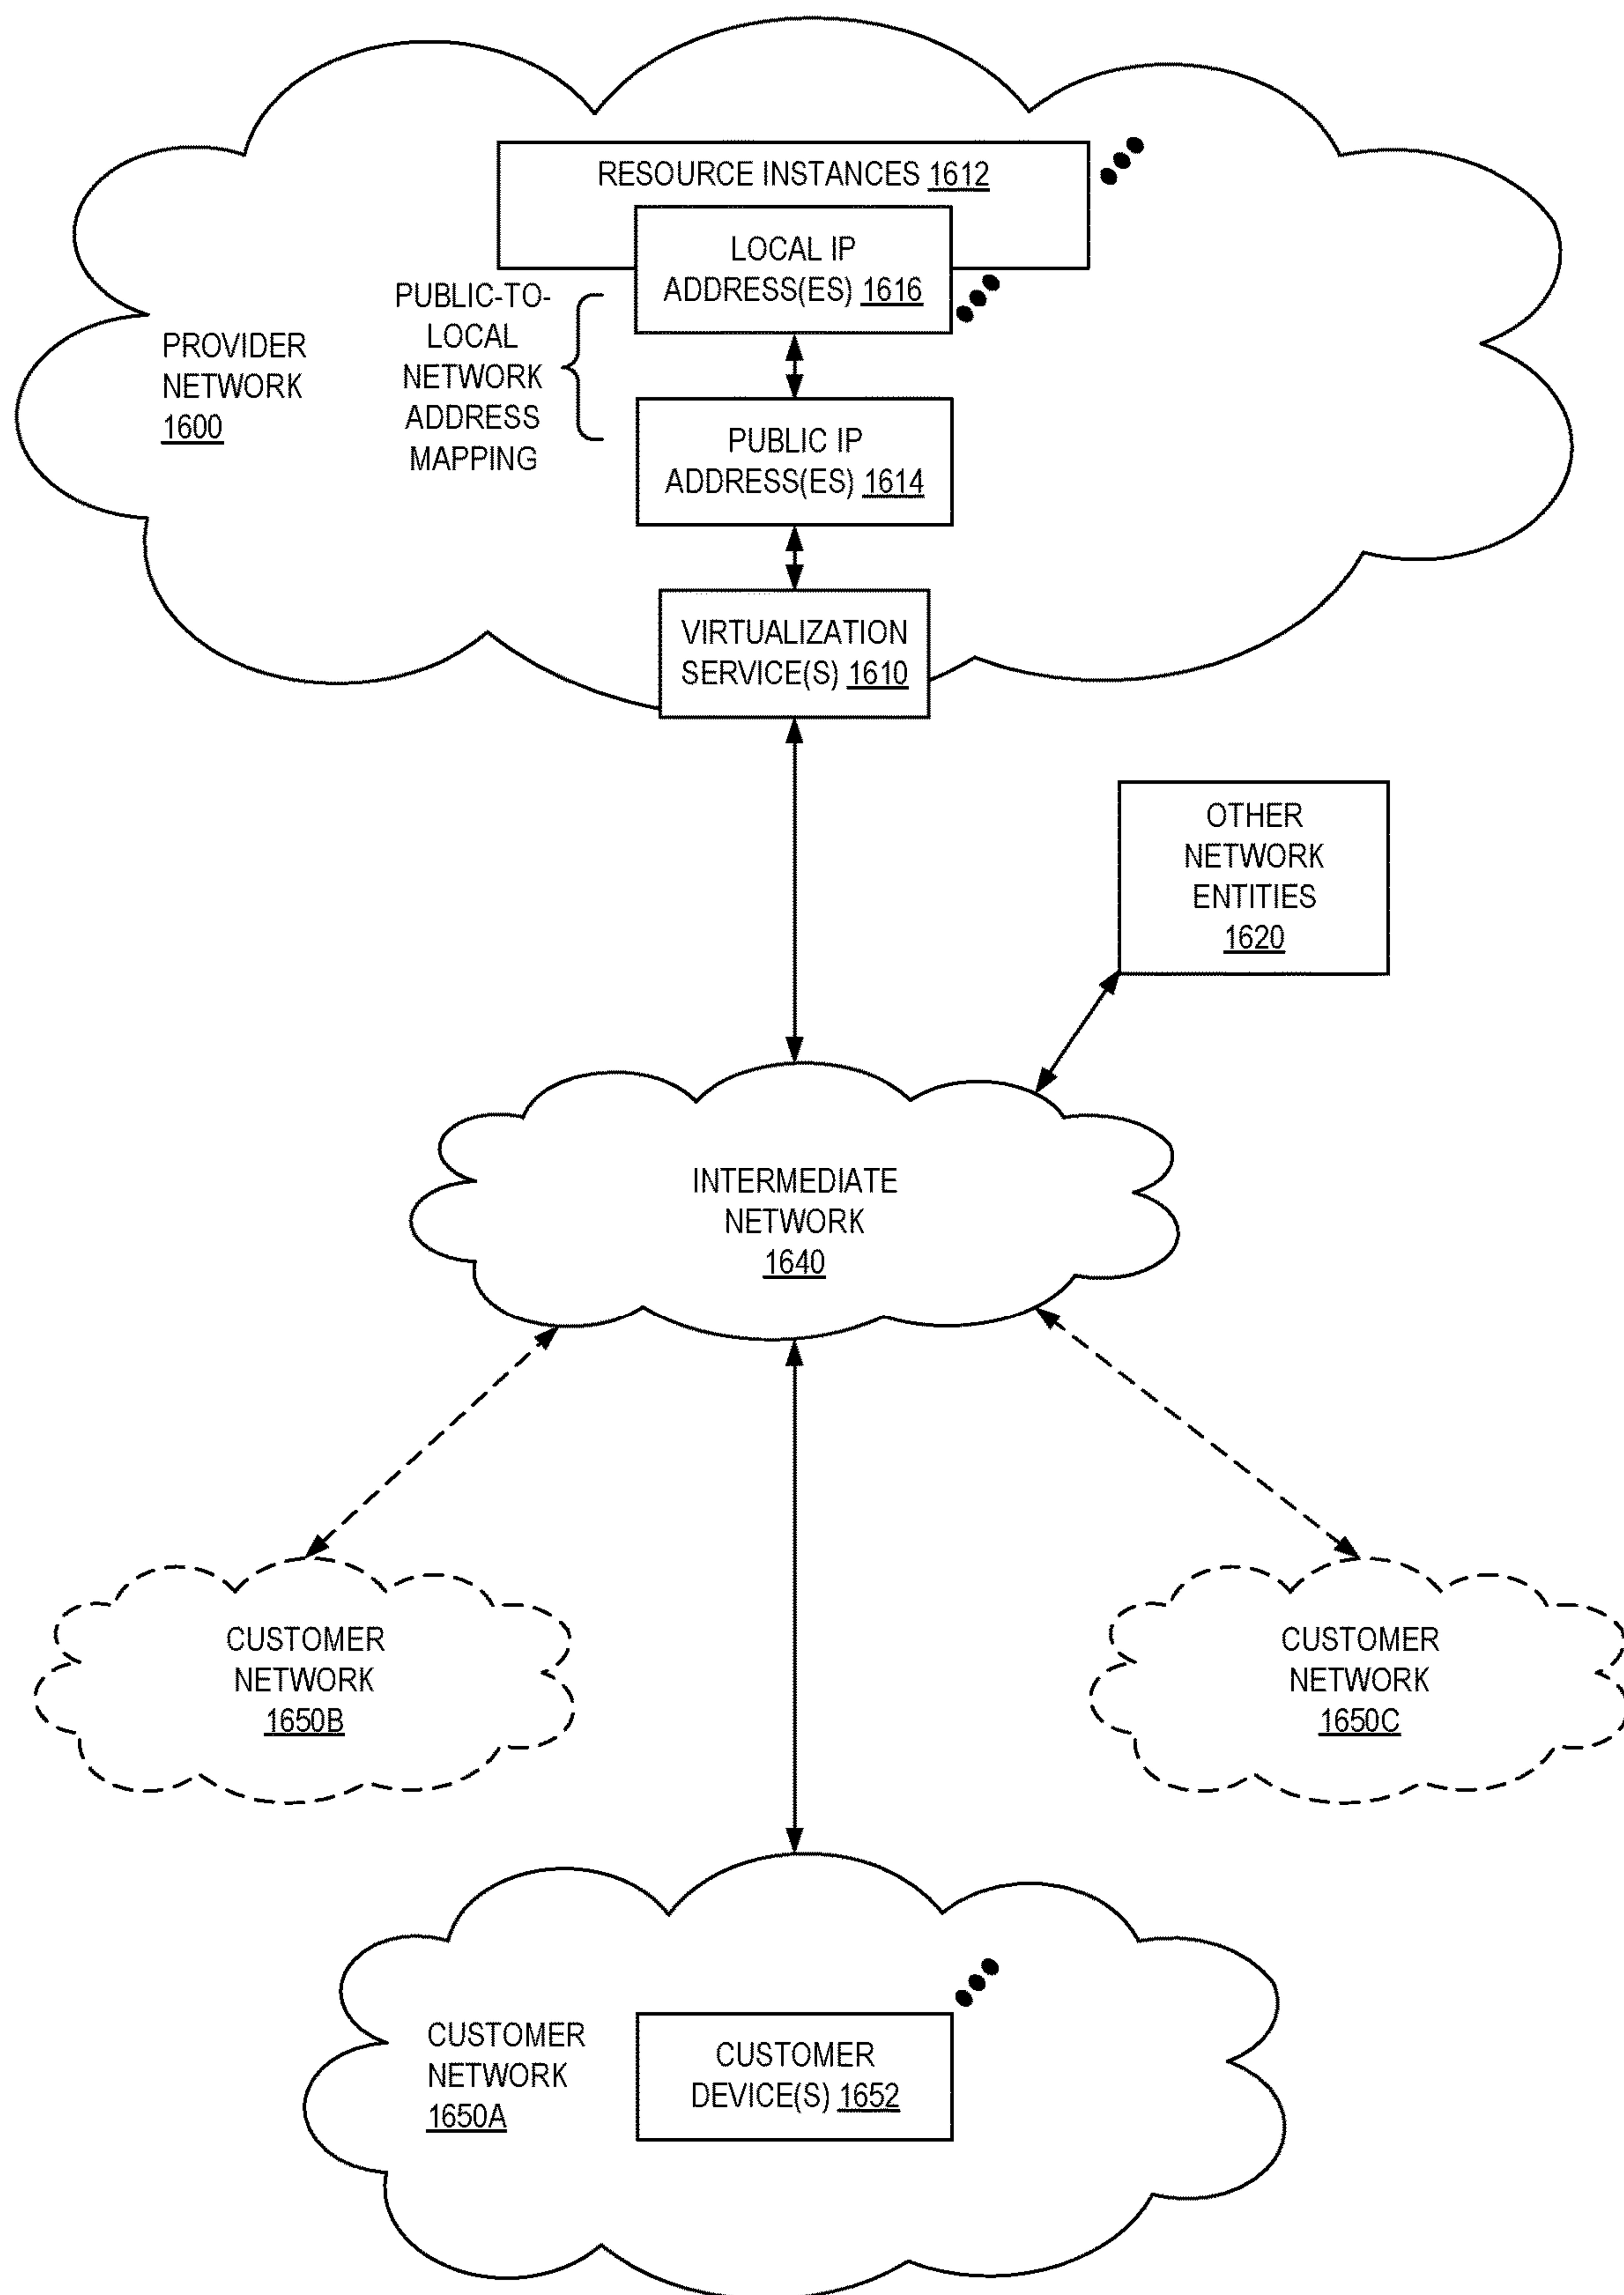 RESOURCE INSTANCES 1612
LOCAL IP
ADDRESS(ES) 1616
PUBLIC-TO-
LOCAL
NETWORK
ADDRESS
MAPPING
PROVIDER
NETWORK
1600
PUBLIC IP
ADDRESS(ES) 1614
VIRTUALIZATION
SERVICE(S) 1610
OTHER
NETWORK
ENTITIES
1620
INTERMEDIATE
NETWORK
1640
CUSTOMER
NETWORK
1650B
CUSTOMER
NETWORK
1650C
CUSTOMER
NETWORK
1650A
CUSTOMER
DEVICE(S) 1652